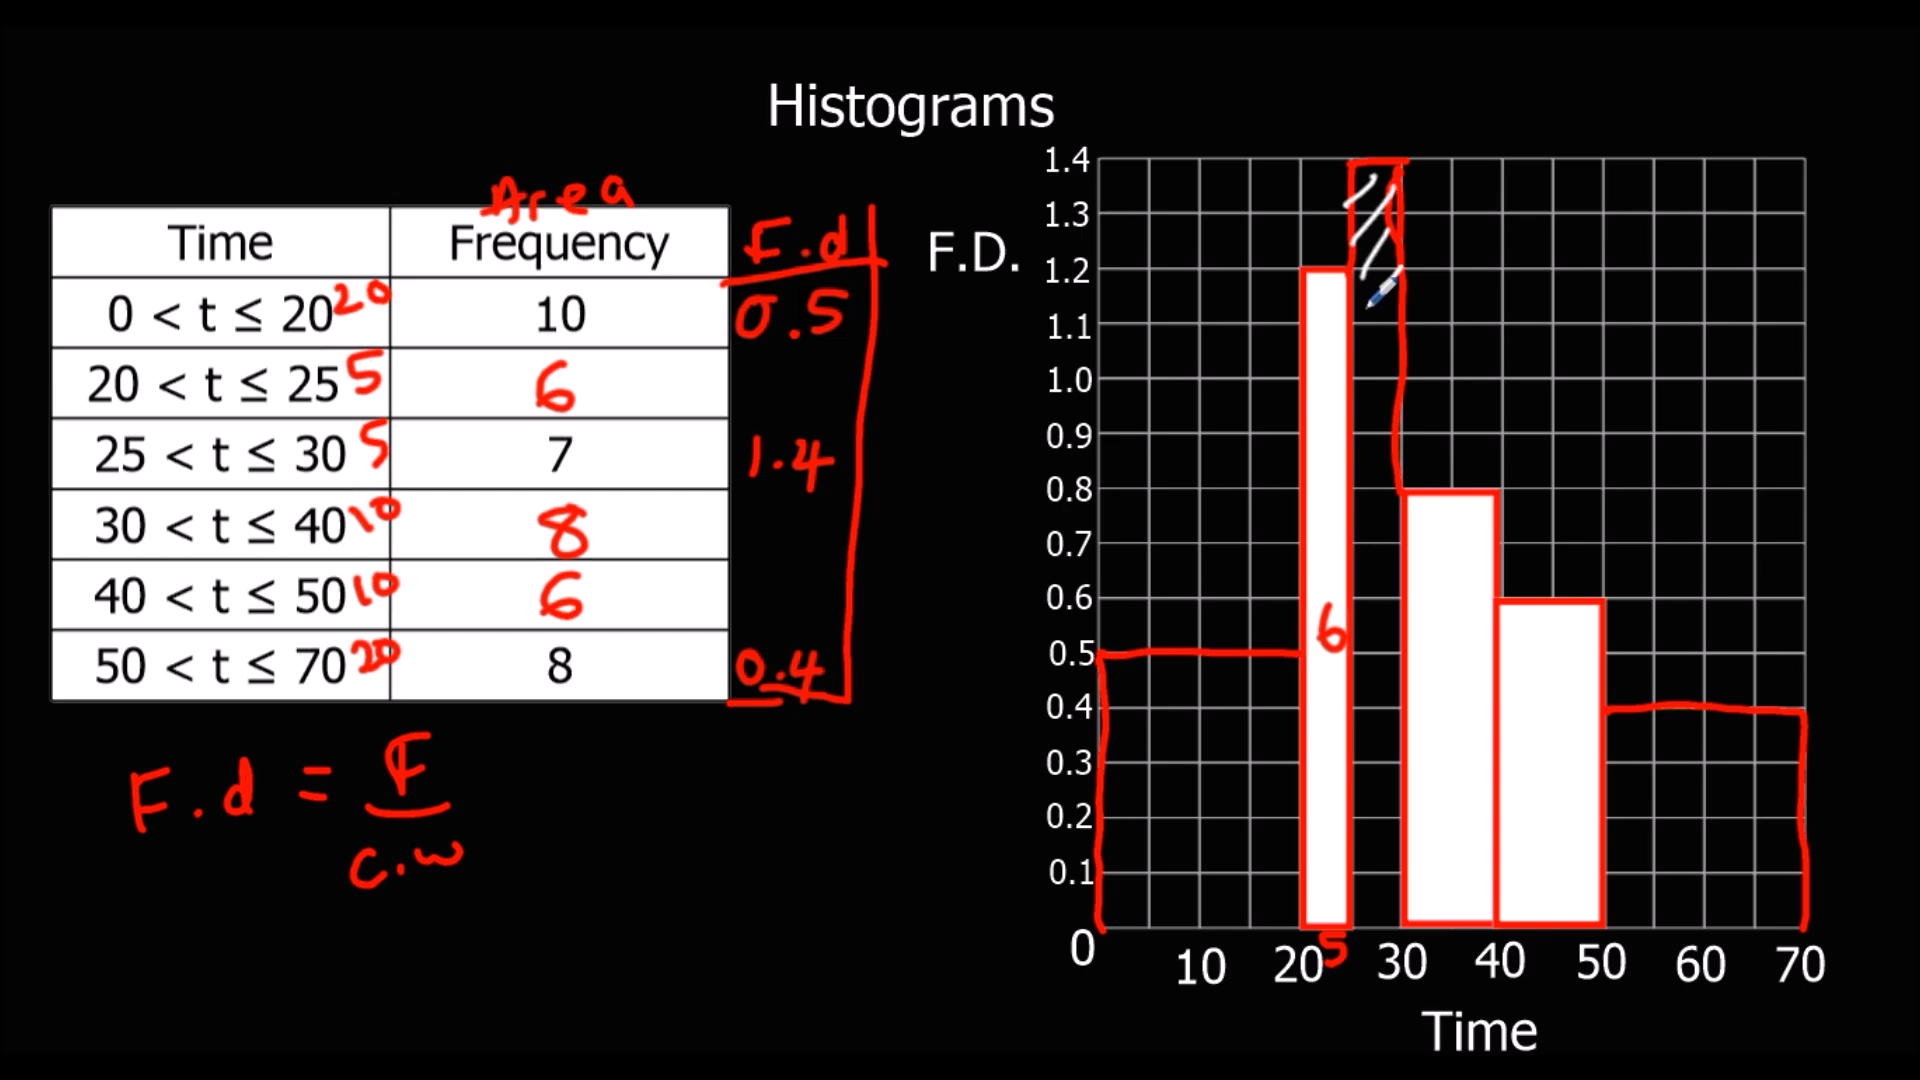 Histograms
Area
Time Frequency F.d
0 < t ≤ 20 20 10 0.5
20 < t ≤ 25 5 6
25 < t ≤ 30 5 7 1.4
30 < t ≤ 40 10 8
40 < t ≤ 50 10 6
50 < t ≤ 70 20 8 0.4
F.d = F
c.w
F.D.
1.4
1.3
1.2
1.1
1.0
0.9
0.8
0.7
0.6
6
0.5
0.4
0.3
0.2
0.1
0 10 20 5 30 40 50 60 70
Time